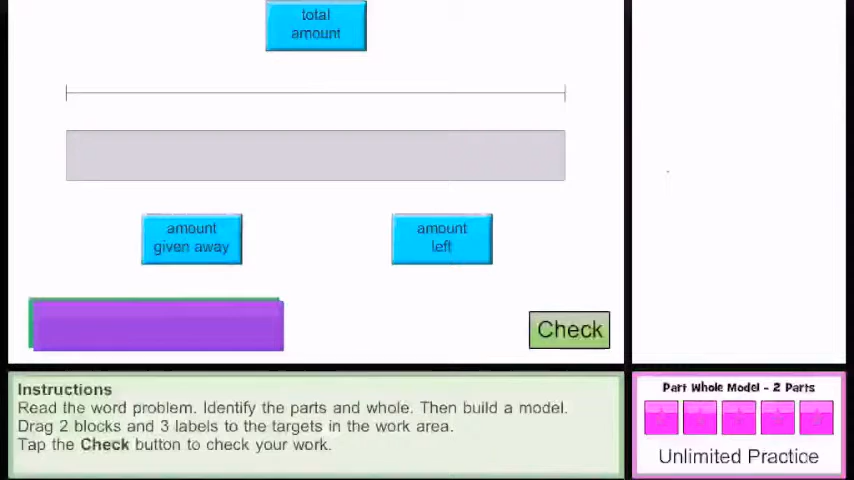 total
amount
amount
given away
amount
left
Check
Instructions
Read the word problem. Identify the parts and whole. Then build a model.
Drag 2 blocks and 3 labels to the targets in the work area.
Tap the Check button to check your work.
Part Whole Model - 2 Parts
Unlimited Practice